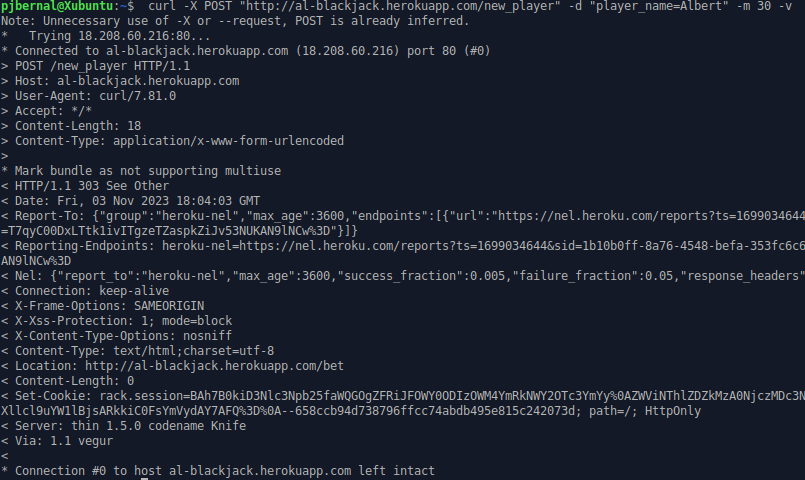 pjbernal@Xubuntu:~$  curl -X POST "http://al-blackjack.herokuapp.com/new_player" -d "player_name=Albert" -m 30 -v
Note: Unnecessary use of -X or --request, POST is already inferred.
*   Trying 18.208.60.216:80...
* Connected to al-blackjack.herokuapp.com (18.208.60.216) port 80 (#0)
> POST /new_player HTTP/1.1
> Host: al-blackjack.herokuapp.com
> User-Agent: curl/7.81.0
> Accept: */*
> Content-Length: 18
> Content-Type: application/x-www-form-urlencoded
>
* Mark bundle as not supporting multiuse
< HTTP/1.1 303 See Other
< Date: Fri, 03 Nov 2023 18:04:03 GMT
< Report-To: {"group":"heroku-nel","max_age":3600,"endpoints":[{"url":"https://nel.heroku.com/reports?ts=1699034644
=T7qyC00DxLTtk1ivITgzeTZaspkZiJv53NUKAN9lNCw%3D"}]}
< Reporting-Endpoints: heroku-nel=https://nel.heroku.com/reports?ts=1699034644&sid=1b10b0ff-8a76-4548-befa-353fc6c6
AN9lNCw%3D
< Nel: {"report_to":"heroku-nel","max_age":3600,"success_fraction":0.005,"failure_fraction":0.05,"response_headers"
< Connection: keep-alive
< X-Frame-Options: SAMEORIGIN
< X-Xss-Protection: 1; mode=block
< X-Content-Type-Options: nosniff
< Content-Type: text/html;charset=utf-8
< Location: http://al-blackjack.herokuapp.com/bet
< Content-Length: 0
< Set-Cookie: rack.session=BAh7B0kiD3Nlc3Npb25faWQGOgZFRiJFOWY0ODIzOWM4YmRkNWY2OTc3YmYy%0AZWViNThlZDZkMzA0NjczMDc3N
Xllcl9uYW1lBjsARkkiC0FsYmVydAY7AFQ%3D%0A--658ccb94d738796ffcc74abdb495e815c242073d; path=/; HttpOnly
< Server: thin 1.5.0 codename Knife
< Via: 1.1 vegur
<
* Connection #0 to host al-blackjack.herokuapp.com left intact